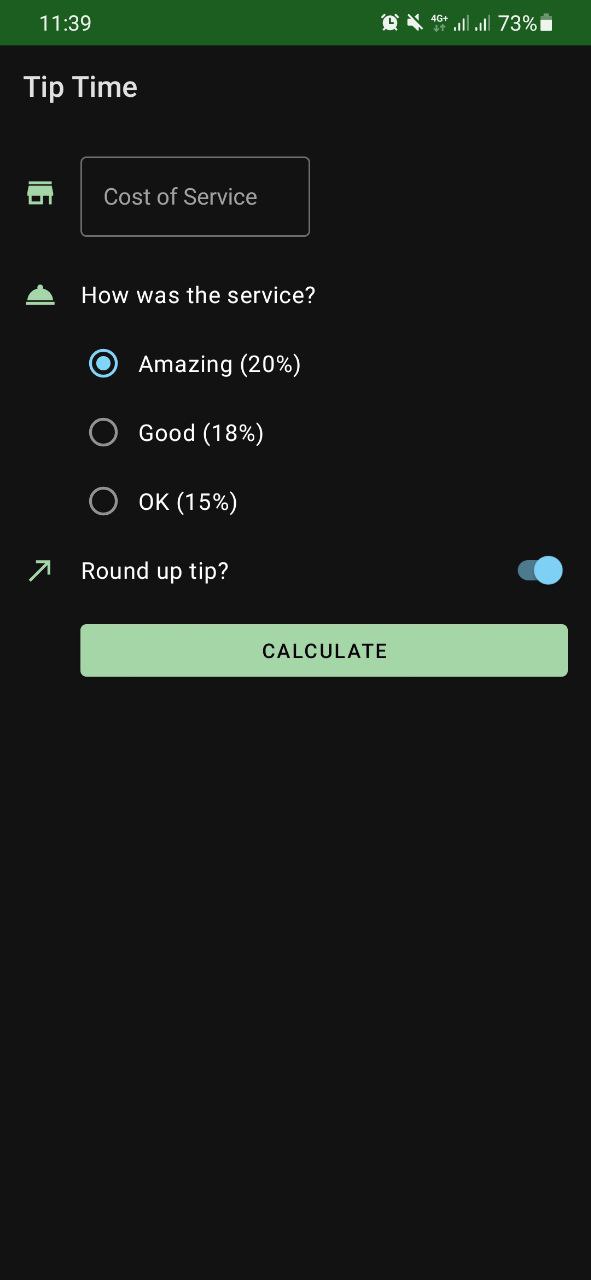 11:39 4G+ 73%
Tip Time
Cost of Service
How was the service?
Amazing (20%)
Good (18%)
OK (15%)
Round up tip?
CALCULATE